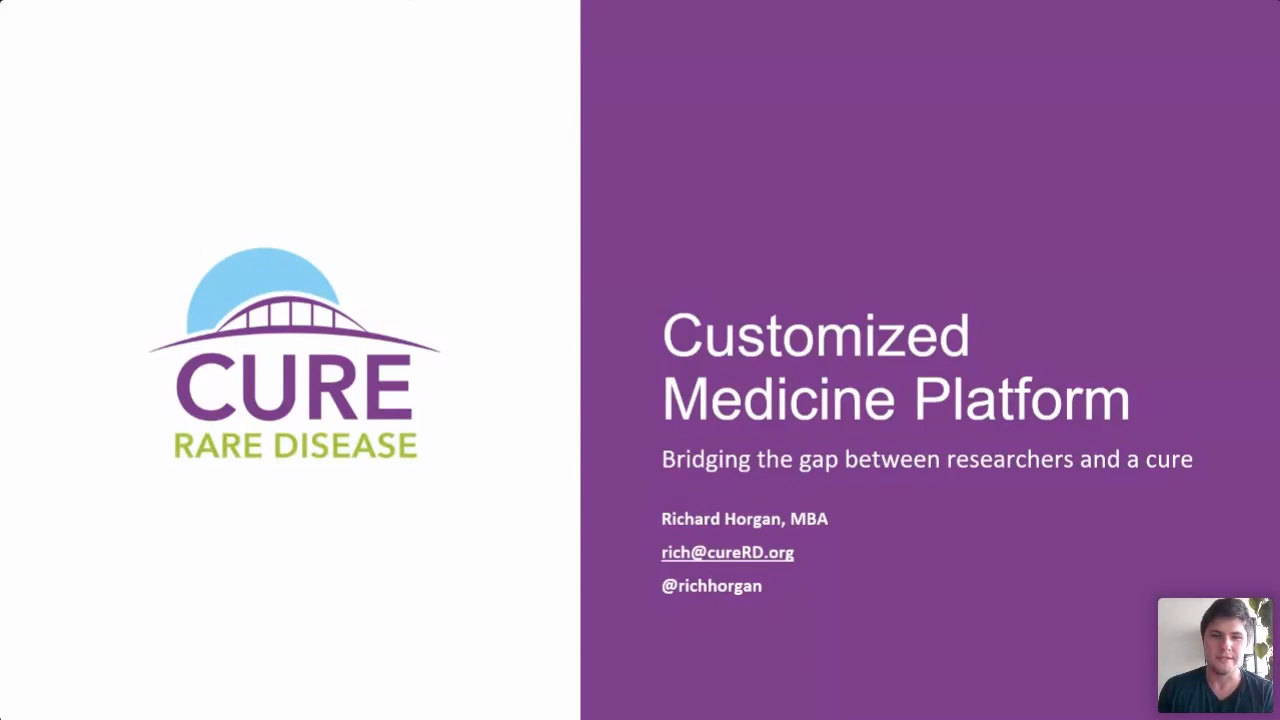 CURE
RARE DISEASE
Customized
Medicine Platform
Bridging the gap between researchers and a cure
Richard Horgan, MBA
rich@cureRD.org
@richhorgan